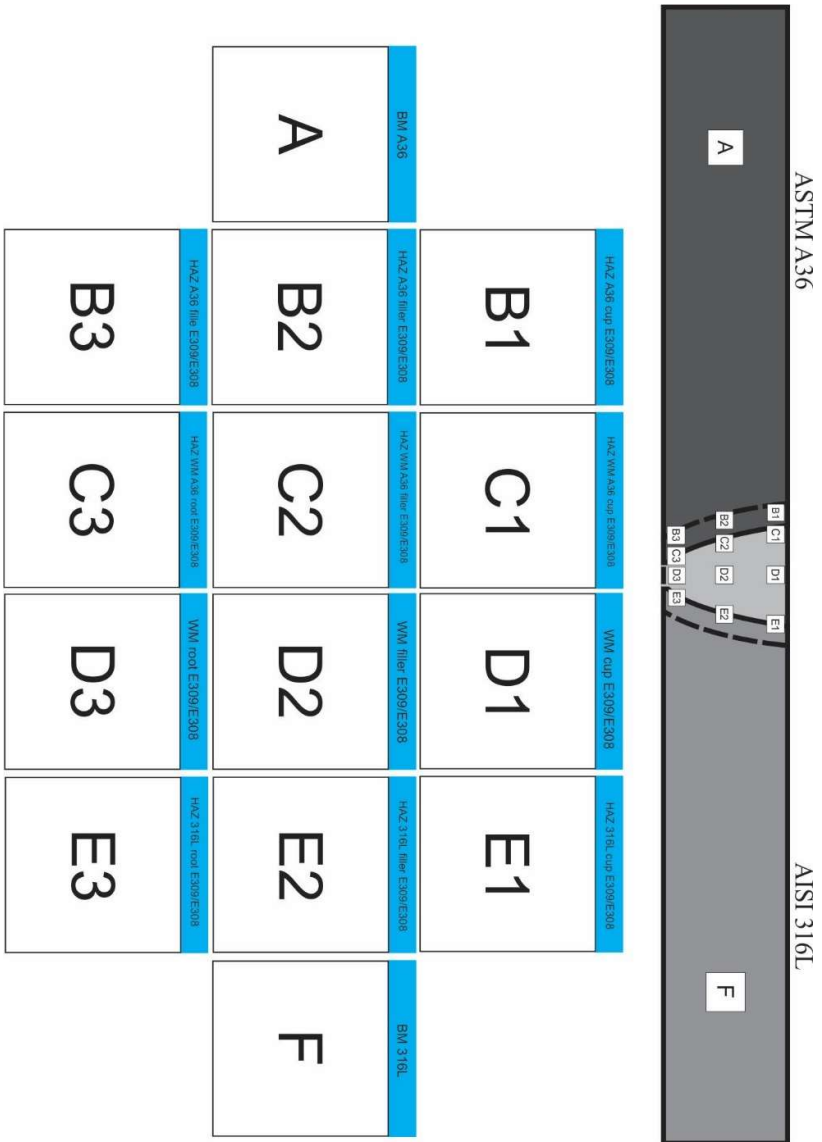 ASTM A36
AISI 316L
B1
C1
D1
E1
A
B2
C2
D2
E2
F
B3
C3
D3
E3
HAZ A36 cup E309/E308
B1
HAZ WM A36 cup E309/E308
C1
WM cup E309/E308
D1
HAZ 316L cup E309/E308
E1
BM A36
A
HAZ A36 filler E309/E308
B2
HAZ WM A36 filler E309/E308
C2
WM filler E309/E308
D2
HAZ 316L filler E309/E308
E2
BM 316L
F
HAZ A36 fille E309/E308
B3
HAZ WM A36 root E309/E308
C3
WM root E309/E308
D3
HAZ 316L root E309/E308
E3